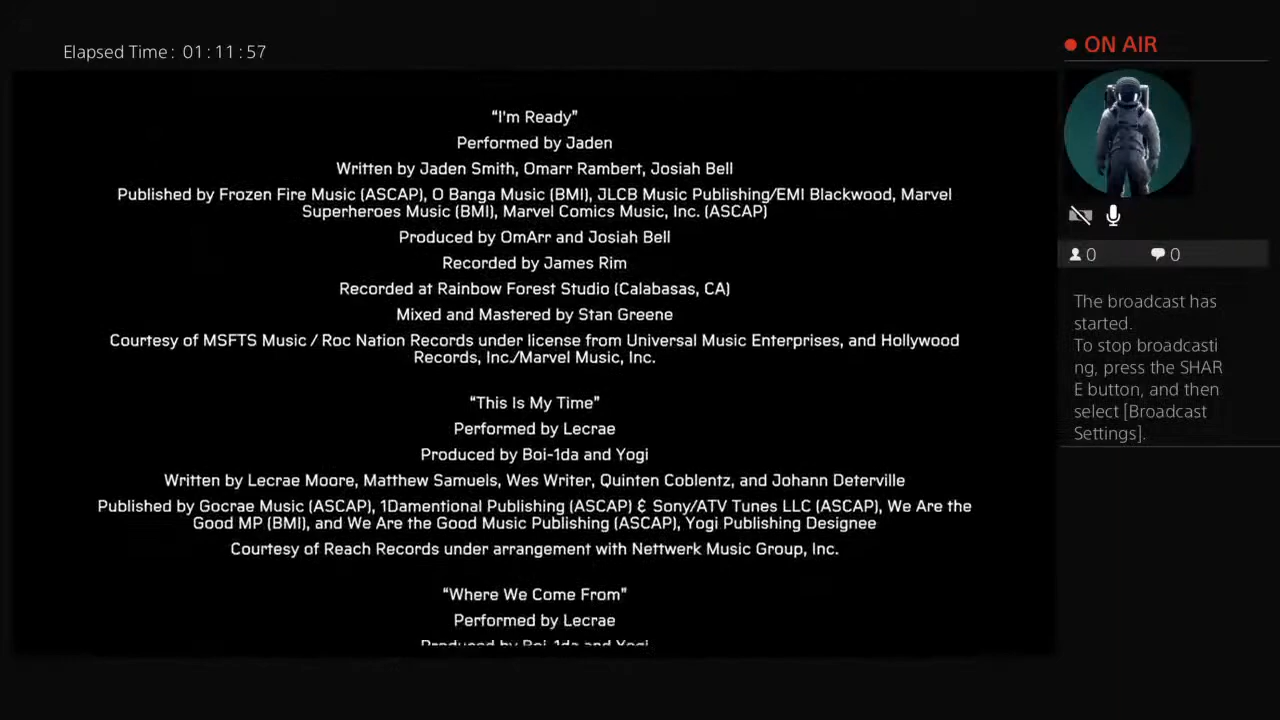 Elapsed Time: 01:11:57
ON AIR
“I'm Ready”
Performed by Jaden
Written by Jaden Smith, Omarr Rambert, Josiah Bell
Published by Frozen Fire Music (ASCAP), O Banga Music (BMI), JLCB Music Publishing/EMI Blackwood, Marvel
Superheroes Music (BMI), Marvel Comics Music, Inc. (ASCAP)
Produced by OmArr and Josiah Bell
Recorded by James Rim
Recorded at Rainbow Forest Studio (Calabasas, CA)
Mixed and Mastered by Stan Greene
Courtesy of MSFTS Music / Roc Nation Records under license from Universal Music Enterprises, and Hollywood
Records, Inc./Marvel Music, Inc.
“This Is My Time”
Performed by Lecrae
Produced by Boi-1da and Yogi
Written by Lecrae Moore, Matthew Samuels, Wes Writer, Quinten Coblentz, and Johann Deterville
Published by Gocrae Music (ASCAP), 1Damentional Publishing (ASCAP) & Sony/ATV Tunes LLC (ASCAP), We Are the
Good MP (BMI), and We Are the Good Music Publishing (ASCAP), Yogi Publishing Designee
Courtesy of Reach Records under arrangement with Nettwerk Music Group, Inc.
“Where We Come From”
Performed by Lecrae
Produced by Boi-1da and Yogi
0
0
The broadcast has
started.
To stop broadcasti
ng, press the SHAR
E button, and then
select [Broadcast
Settings].